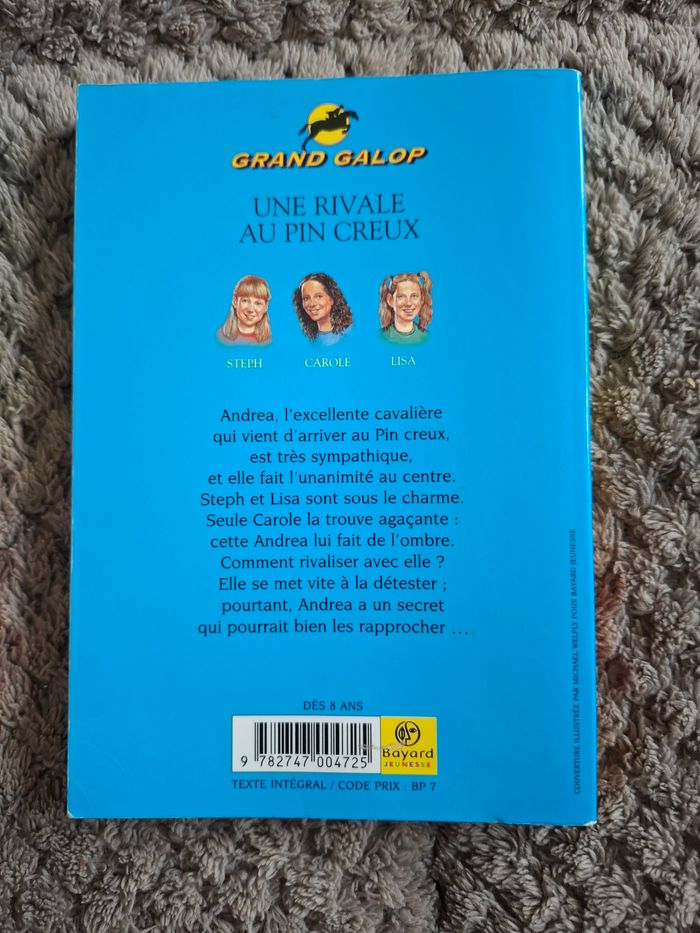 GRAND GALOP
UNE RIVALE
AU PIN CREUX
STEPH
CAROLE
LISA
Andrea, l'excellente cavalière
qui vient d'arriver au Pin creux,
est très sympathique,
et elle fait l'unanimité au centre.
Steph et Lisa sont sous le charme.
Seule Carole la trouve agaçante :
cette Andrea lui fait de l'ombre.
Comment rivaliser avec elle ?
Elle se met vite à la détester ;
pourtant, Andrea a un secret
qui pourrait bien les rapprocher ...
DÈS 8 ANS
9 782747 004725
Bayard
JEUNESSE
TEXTE INTÉGRAL / CODE PRIX : BP 7
COUVERTURE ILLUSTRÉE PAR MICHAEL WELPLY POUR BAYARD JEUNESSE